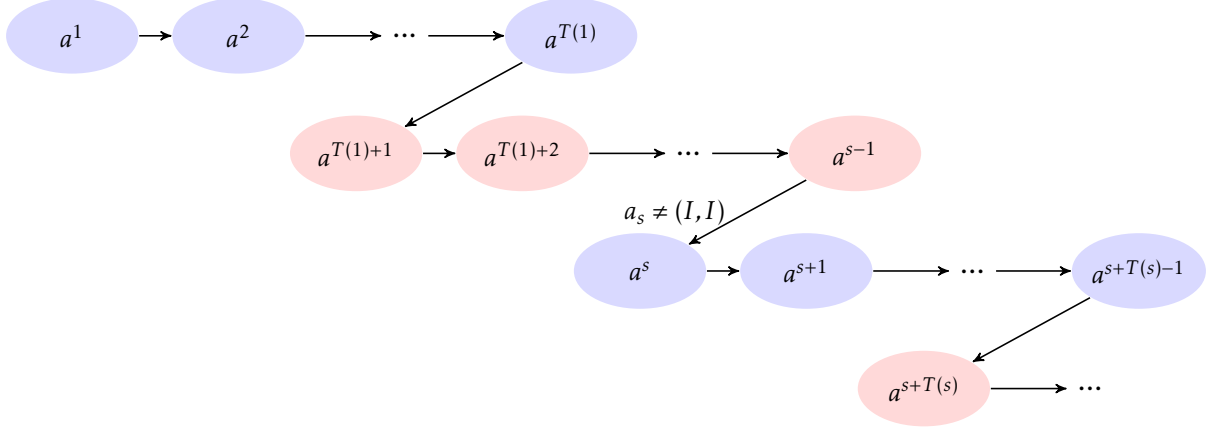 a^1 a^2 ... a^{T(1)}
a^{T(1)+1} a^{T(1)+2} ... a^{s−1}
a_s ≠ (I, I)
a^s a^{s+1} ... a^{s+T(s)−1}
a^{s+T(s)} ...